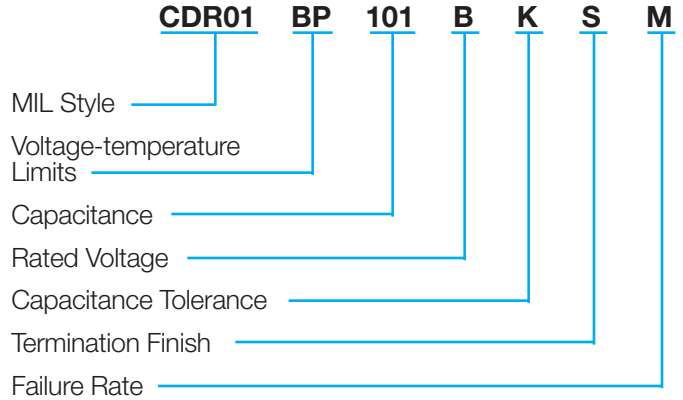 CDR01 BP 101 B K S M
MIL Style
Voltage-temperature
Limits
Capacitance
Rated Voltage
Capacitance Tolerance
Termination Finish
Failure Rate